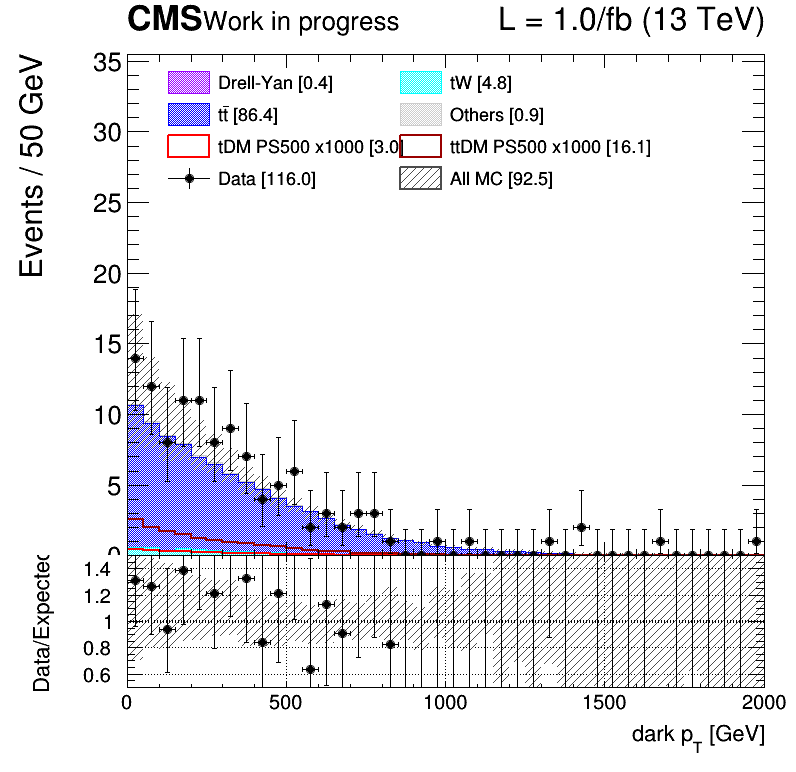 CMS Work in progress L = 1.0/fb (13 TeV)
Events / 50 GeV
35
30
25
20
15
10
5
0
Drell-Yan [0.4] tW [4.8]
tt̄ [86.4] Others [0.9]
tDM PS500 x1000 [3.0] ttDM PS500 x1000 [16.1]
Data [116.0] All MC [92.5]
Data/Expected
1.4
1.2
1
0.8
0.6
0 500 1000 1500 2000
dark pT [GeV]